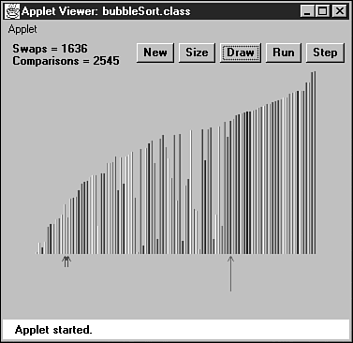 Applet Viewer: bubbleSort.class
Applet
Swaps = 1636
Comparisons = 2545
New Size Draw Run Step
Applet started.